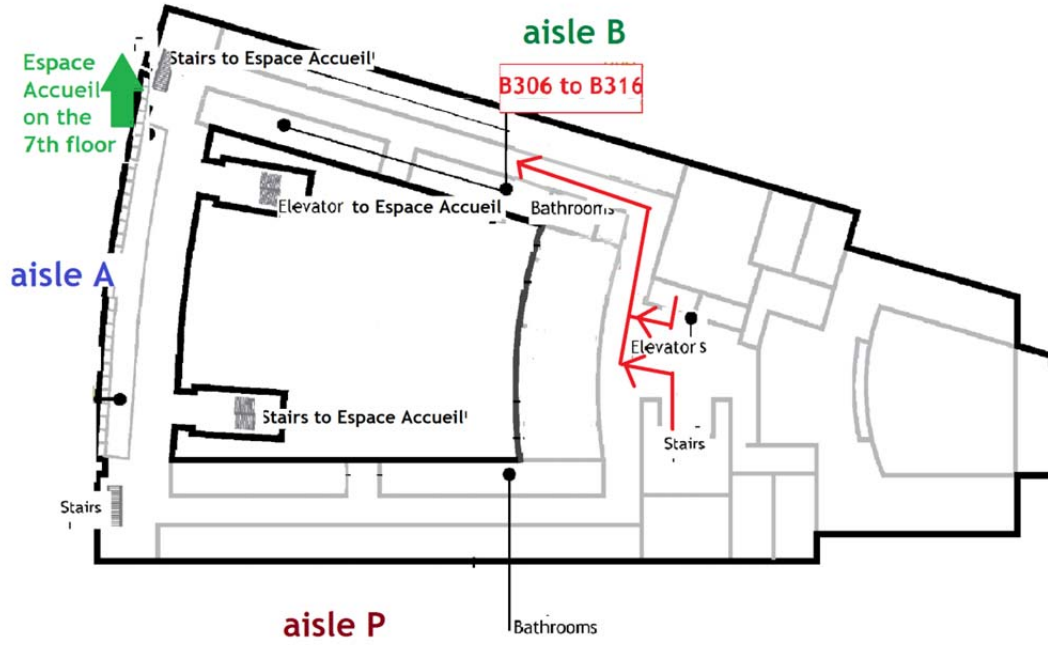 aisle B
Stairs to Espace Accueil
Espace
Accueil
on the
7th floor
B306 to B316
Elevator to Espace Accueil
Bathrooms
aisle A
Elevators
Stairs to Espace Accueil
Stairs
Stairs
aisle P
Bathrooms